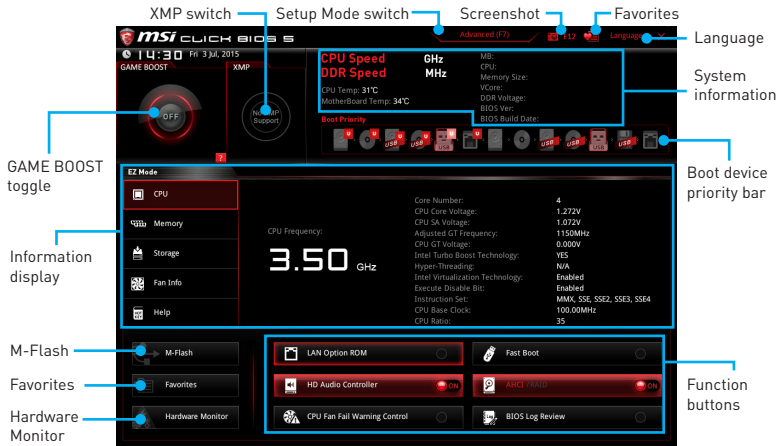 XMP switch
Setup Mode switch
Screenshot
Favorites
msi CLICK BIOS 5
Advanced (F7)
F12
Language
X
Language
14:30 Fri 3 Jul, 2015
GAME BOOST
XMP
OFF
No XMP
Support
?
CPU Speed GHz
DDR Speed MHz
CPU Temp: 31°C
MotherBoard Temp: 34°C
MB:
CPU:
Memory Size:
VCore:
DDR Voltage:
BIOS Ver:
BIOS Build Date:
System
information
Boot Priority
U
U
USB U
USB U
USB U
U
USB
USB
USB
USB
GAME BOOST
toggle
Boot device
priority bar
EZ Mode
CPU
Memory
Storage
Fan Info
Help
Information
display
CPU Frequency:
3.50 GHz
Core Number: 4
CPU Core Voltage: 1.272V
CPU SA Voltage: 1.072V
Adjusted GT Frequency: 1150MHz
CPU GT Voltage: 0.000V
Intel Turbo Boost Technology: YES
Hyper-Threading: N/A
Intel Virtualization Technology: Enabled
Execute Disable Bit: Enabled
Instruction Set: MMX, SSE, SSE2, SSE3, SSE4
CPU Base Clock: 100.00MHz
CPU Ratio: 35
M-Flash
M-Flash
LAN Option ROM
Fast Boot
Favorites
Favorites
HD Audio Controller ON
AHCI /RAID ON
Function
buttons
Hardware
Monitor
Hardware Monitor
CPU Fan Fail Warning Control
BIOS Log Review